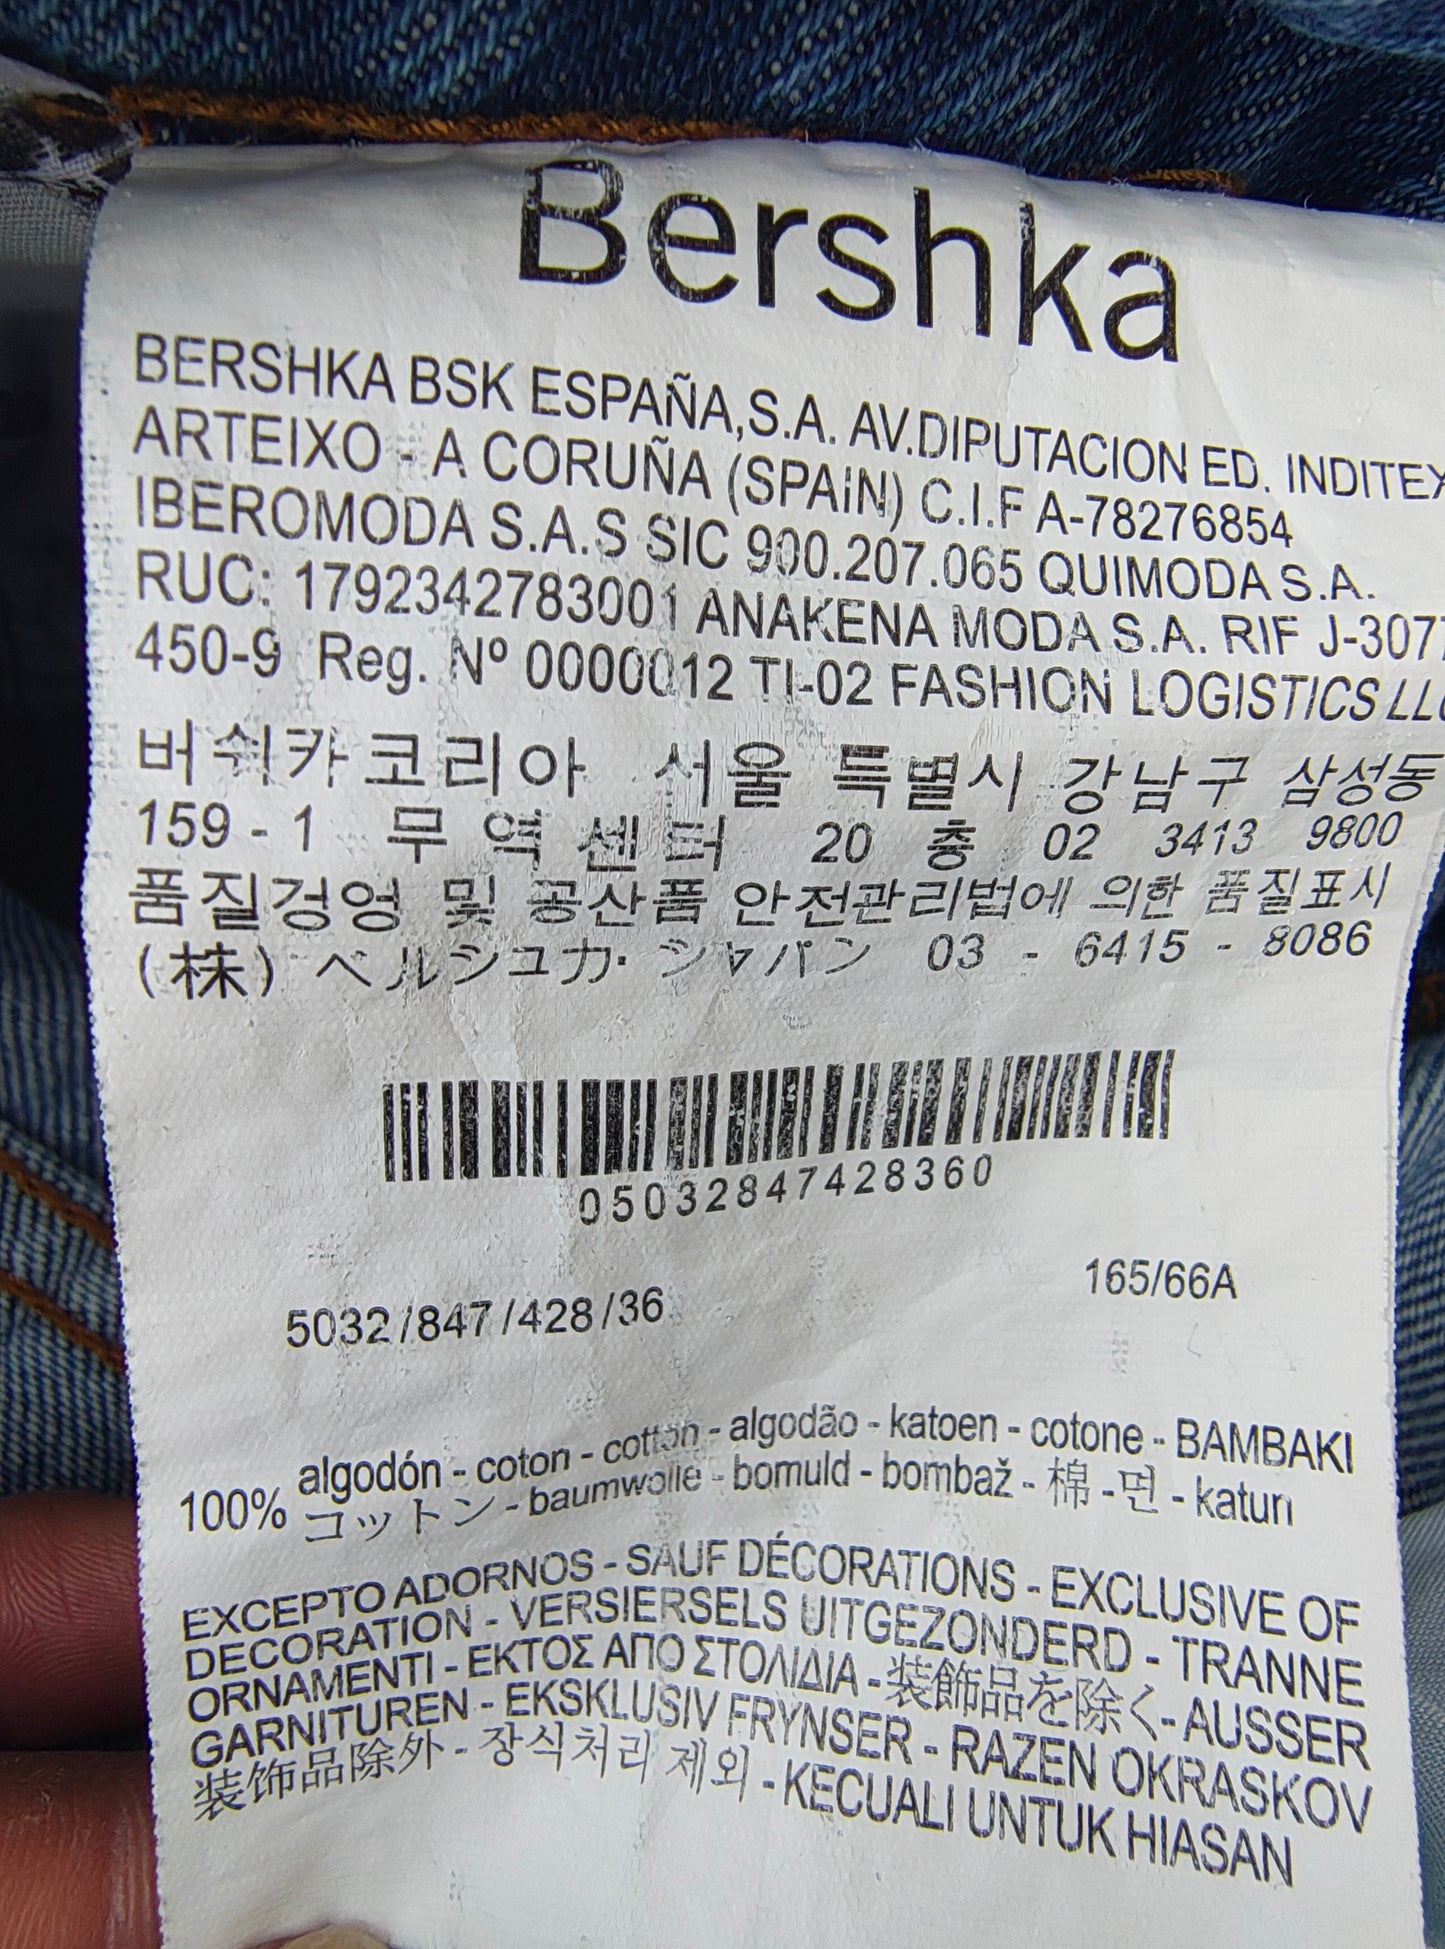 Bershka
BERSHKA BSK ESPAÑA,S.A. AV.DIPUTACION ED. INDITEX
ARTEIXO - A CORUÑA (SPAIN) C.I.F A-78276854
IBEROMODA S.A.S SIC 900.207.065 QUIMODA S.A.
RUC: 1792342783001 ANAKENA MODA S.A. RIF J-3077
450-9 Reg. Nº 0000012 TI-02 FASHION LOGISTICS LLC
버쉬카코리아 서울 특별시 강남구 삼성동
159 - 1 무역센터 20 층 02 3413 9800
품질겅영 및 공산품 안전관리법에 의한 품질표시
(株) ベルシュカ・ジャパン 03 - 6415 - 8086
05032847428360
165/66A
5032/847/428/36
100% algodón - coton - cotton - algodão - katoen - cotone - BAMBAKI
コットン - baumwolle - bomuld - bombaž - 棉 - 면 - katun
EXCEPTO ADORNOS - SAUF DÉCORATIONS - EXCLUSIVE OF
DECORATION - VERSIERSELS UITGEZONDERD - TRANNE
ORNAMENTI - ΕΚΤΟΣ ΑΠΟ ΣΤΟΛΙΔΙΑ - 装飾品を除く - AUSSER
GARNITUREN - EKSKLUSIV FRYNSER - RAZEN OKRASKOV
装饰品除外 - 장식처리 제외 - KECUALI UNTUK HIASAN